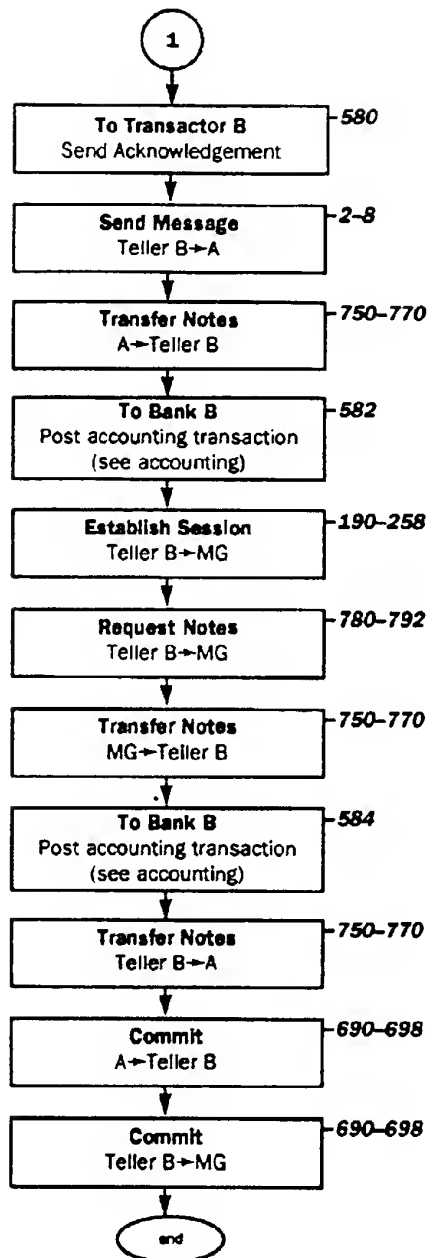 1
To Transactor B
Send Acknowledgement
580
Send Message
Teller B→A
2–8
Transfer Notes
A→Teller B
750–770
To Bank B
Post accounting transaction
(see accounting)
582
Establish Session
Teller B→MG
190–258
Request Notes
Teller B→MG
780–792
Transfer Notes
MG→Teller B
750–770
To Bank B
Post accounting transaction
(see accounting)
584
Transfer Notes
Teller B→A
750–770
Commit
A→Teller B
690–698
Commit
Teller B→MG
690–698
end